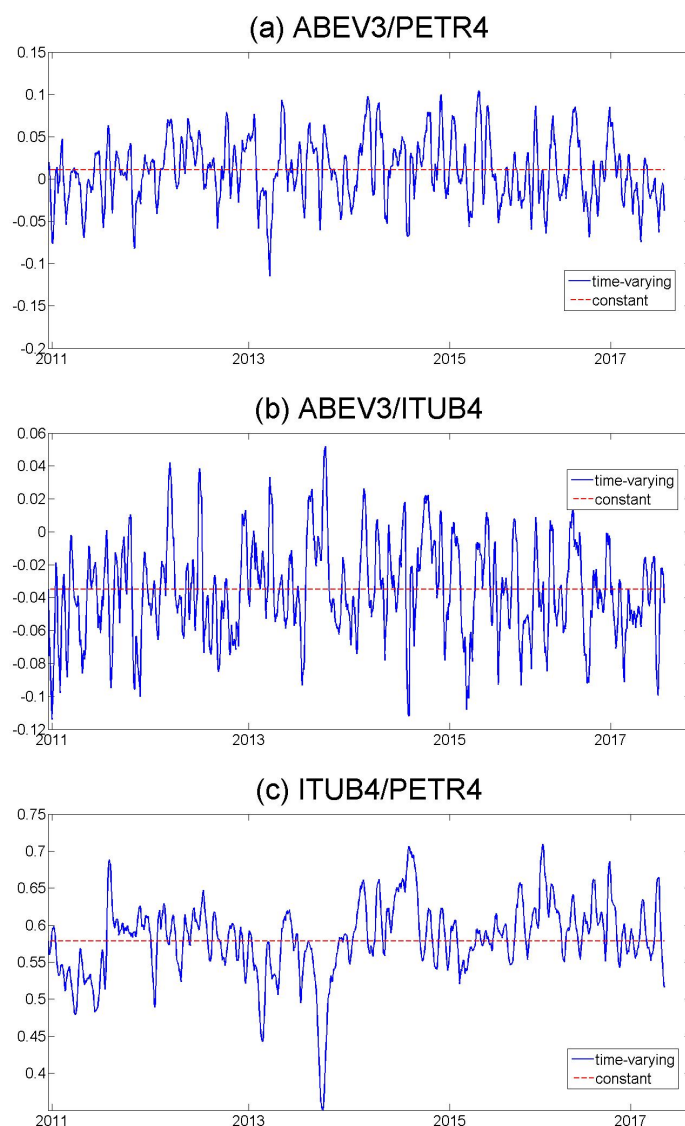 (a) ABEV3/PETR4
0.15
0.1
0.05
0
-0.05
-0.1
-0.15
-0.2
time-varying
constant
2011 2013 2015 2017
(b) ABEV3/ITUB4
0.06
0.04
0.02
0
-0.02
-0.04
-0.06
-0.08
-0.1
-0.12
time-varying
constant
2011 2013 2015 2017
(c) ITUB4/PETR4
0.75
0.7
0.65
0.6
0.55
0.5
0.45
0.4
time-varying
constant
2011 2013 2015 2017